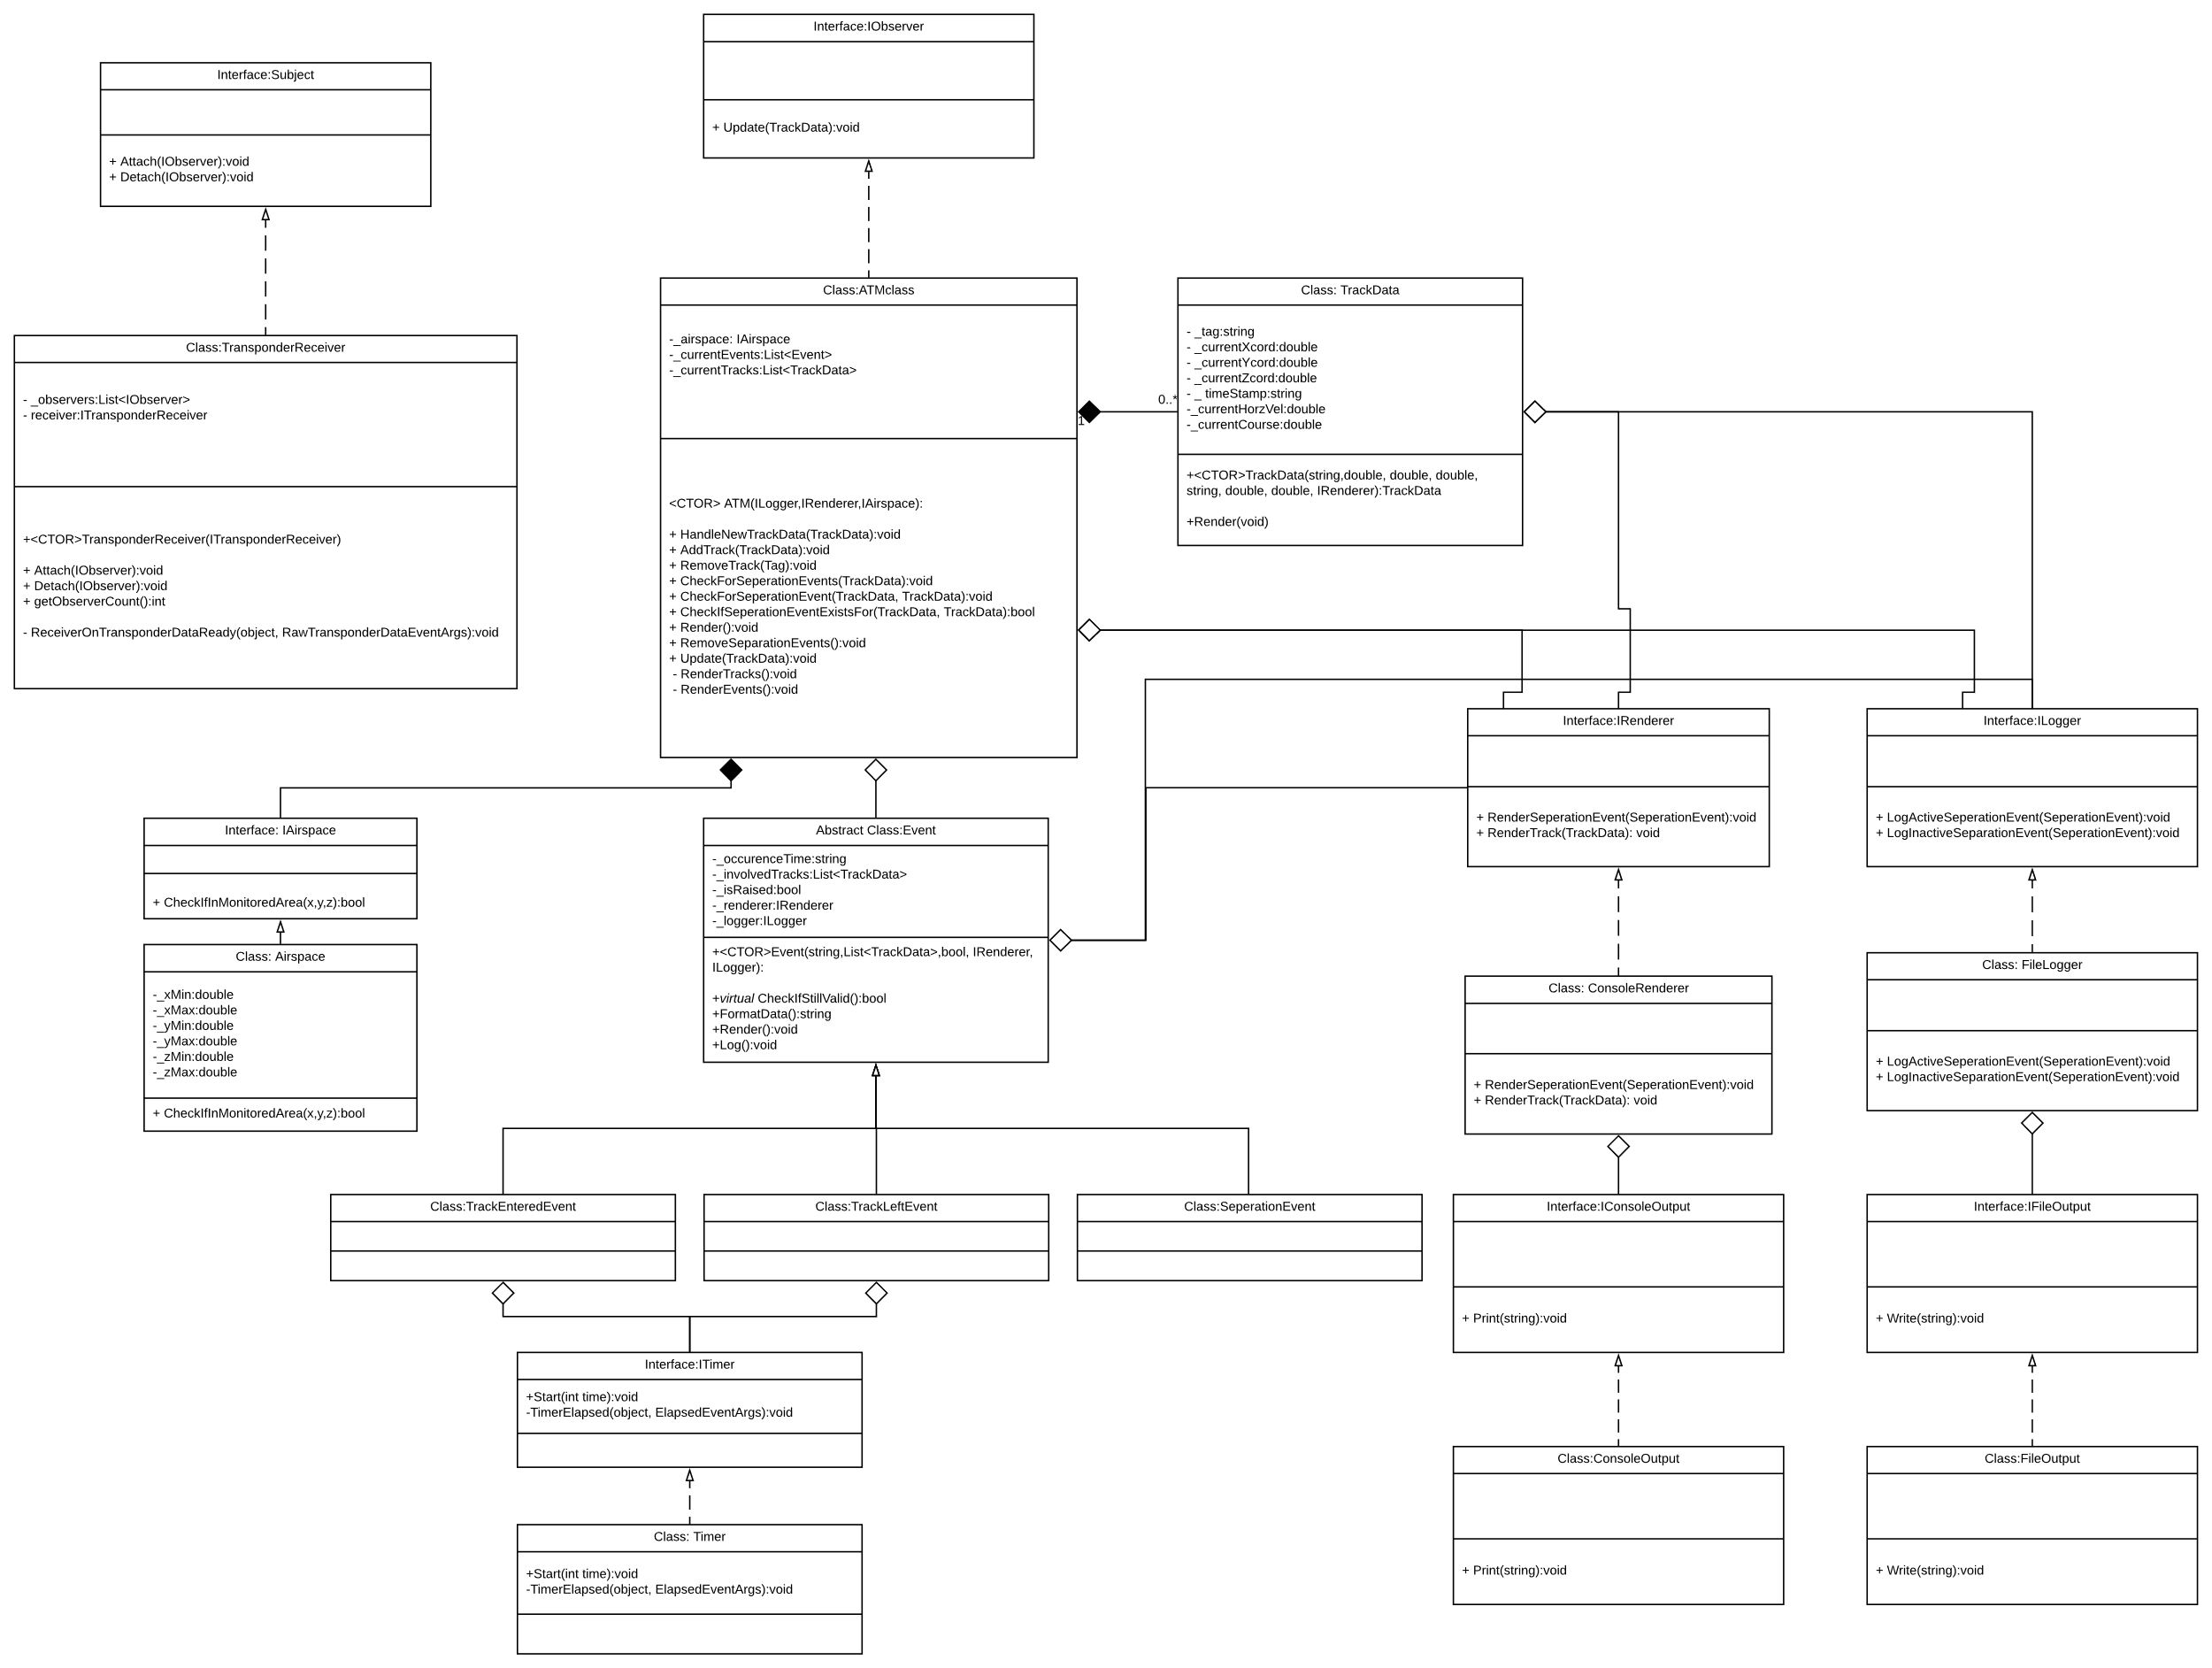 Interface:IObserver
+ Update(TrackData):void
Interface:Subject
+ Attach(IObserver):void
+ Detach(IObserver):void
Class:TransponderReceiver
- _observers:List<IObserver>
- receiver:ITransponderReceiver
+<CTOR>TransponderReceiver(ITransponderReceiver)
+ Attach(IObserver):void
+ Detach(IObserver):void
+ getObserverCount():int
- ReceiverOnTransponderDataReady(object, RawTransponderDataEventArgs):void
Class:ATMclass
-_airspace: IAirspace
-_currentEvents:List<Event>
-_currentTracks:List<TrackData>
<CTOR> ATM(ILogger,IRenderer,IAirspace):
+ HandleNewTrackData(TrackData):void
+ AddTrack(TrackData):void
+ RemoveTrack(Tag):void
+ CheckForSeperationEvents(TrackData):void
+ CheckForSeperationEvent(TrackData, TrackData):void
+ CheckIfSeperationEventExistsFor(TrackData, TrackData):bool
+ Render():void
+ RemoveSeparationEvents():void
+ Update(TrackData):void
- RenderTracks():void
- RenderEvents():void
0..*
1
Class: TrackData
- _tag:string
- _currentXcord:double
- _currentYcord:double
- _currentZcord:double
- _ timeStamp:string
-_currentHorzVel:double
-_currentCourse:double
+<CTOR>TrackData(string,double, double, double,
string, double, double, IRenderer):TrackData
+Render(void)
Interface:IRenderer
+ RenderSeperationEvent(SeperationEvent):void
+ RenderTrack(TrackData): void
Interface:ILogger
+ LogActiveSeperationEvent(SeperationEvent):void
+ LogInactiveSeparationEvent(SeperationEvent):void
Interface: IAirspace
+ CheckIfInMonitoredArea(x,y,z):bool
Class: Airspace
-_xMin:double
-_xMax:double
-_yMin:double
-_yMax:double
-_zMin:double
-_zMax:double
+ CheckIfInMonitoredArea(x,y,z):bool
Abstract Class:Event
-_occurenceTime:string
-_involvedTracks:List<TrackData>
-_isRaised:bool
-_renderer:IRenderer
-_logger:ILogger
+<CTOR>Event(string,List<TrackData>,bool, IRenderer,
ILogger):
+virtual CheckIfStillValid():bool
+FormatData():string
+Render():void
+Log():void
Class: ConsoleRenderer
+ RenderSeperationEvent(SeperationEvent):void
+ RenderTrack(TrackData): void
Class: FileLogger
+ LogActiveSeperationEvent(SeperationEvent):void
+ LogInactiveSeparationEvent(SeperationEvent):void
Class:TrackEnteredEvent
Class:TrackLeftEvent
Class:SeperationEvent
Interface:IConsoleOutput
+ Print(string):void
Interface:IFileOutput
+ Write(string):void
Interface:ITimer
+Start(int time):void
-TimerElapsed(object, ElapsedEventArgs):void
Class: Timer
+Start(int time):void
-TimerElapsed(object, ElapsedEventArgs):void
Class:ConsoleOutput
+ Print(string):void
Class:FileOutput
+ Write(string):void